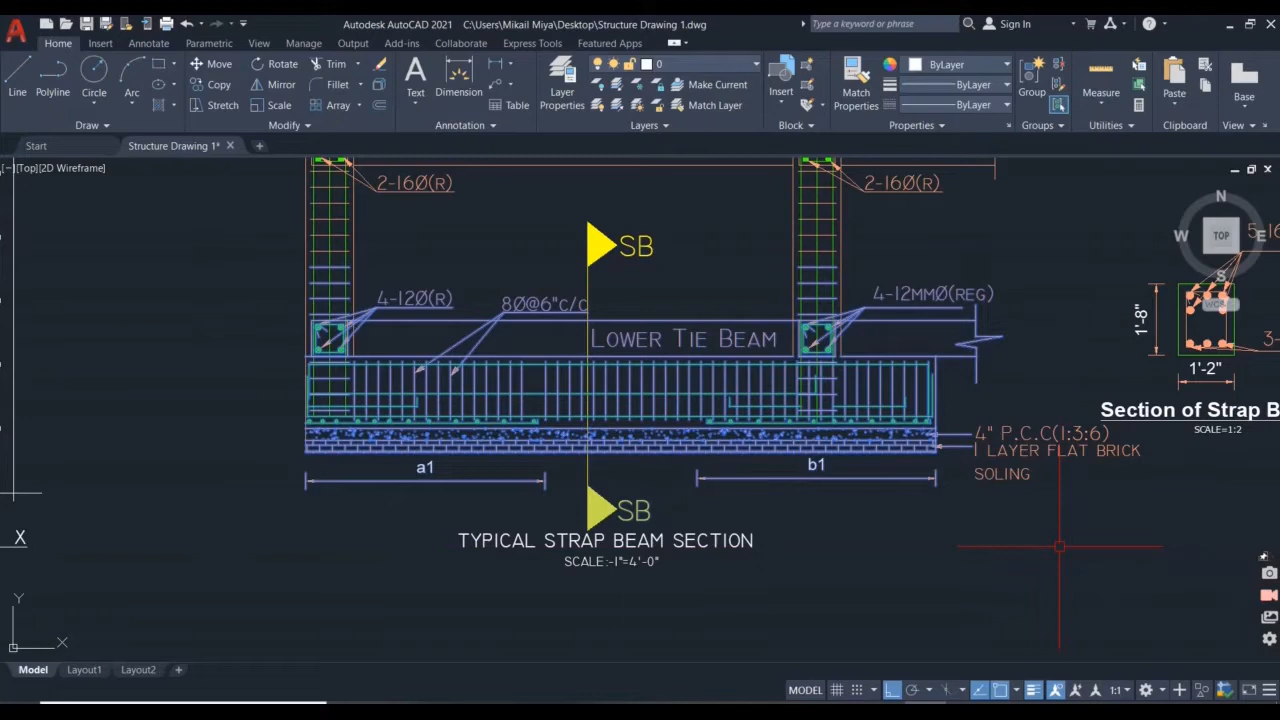 Autodesk AutoCAD 2021 C:\Users\Mikail Miya\Desktop\Structure Drawing 1.dwg
Type a keyword or phrase
Sign In
Home Insert Annotate Parametric View Manage Output Add-ins Collaborate Express Tools Featured Apps
Line
Polyline
Circle
Arc
Move Rotate Trim
Copy Mirror Fillet
Stretch Scale Array
Text
Dimension
Table
Layer Properties
0
Make Current
Match Layer
Insert
Match Properties
ByLayer
ByLayer
ByLayer
Group
Measure
Paste
Base
Draw Modify Annotation Layers Block Properties Groups Utilities Clipboard View
Start Structure Drawing 1*
[−][Top][2D Wireframe]
2-16Ø(R) 2-16Ø(R)
N
W TOP E
S
WCS
SB
4-12Ø(R) 8Ø@6"c/c 4-12MMØ(REG)
LOWER TIE BEAM
1'-8"
1'-2"
Section of Strap B
SCALE=1:2
4" P.C.C(1:3:6)
1 LAYER FLAT BRICK
SOLING
a1 b1
SB
TYPICAL STRAP BEAM SECTION
SCALE:-1"=4'-0"
X
Y
X
Model Layout1 Layout2
MODEL 1:1